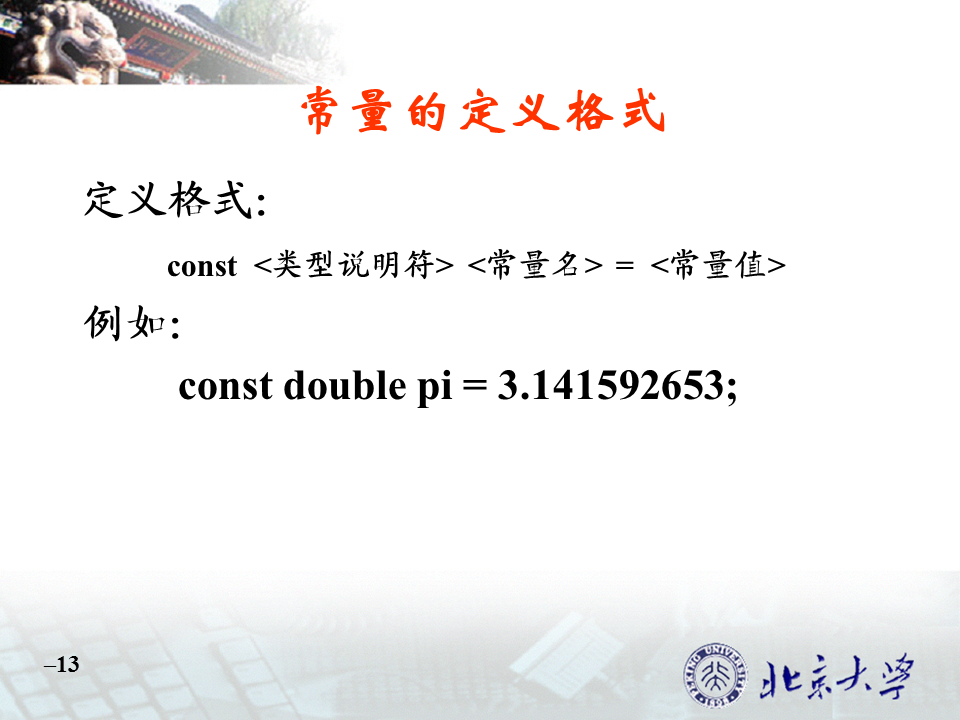 常量的定义格式
定义格式：
const <类型说明符> <常量名> = <常量值>
例如：
const double pi = 3.141592653;
–13
PEKING UNIVERSITY
1898
北京大学